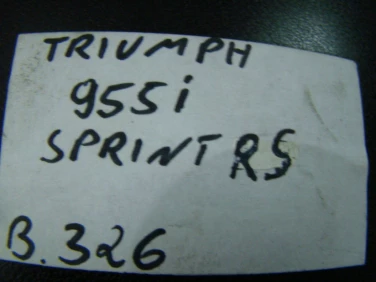 TRIUMPH
955i
SPRINT RS
B.326